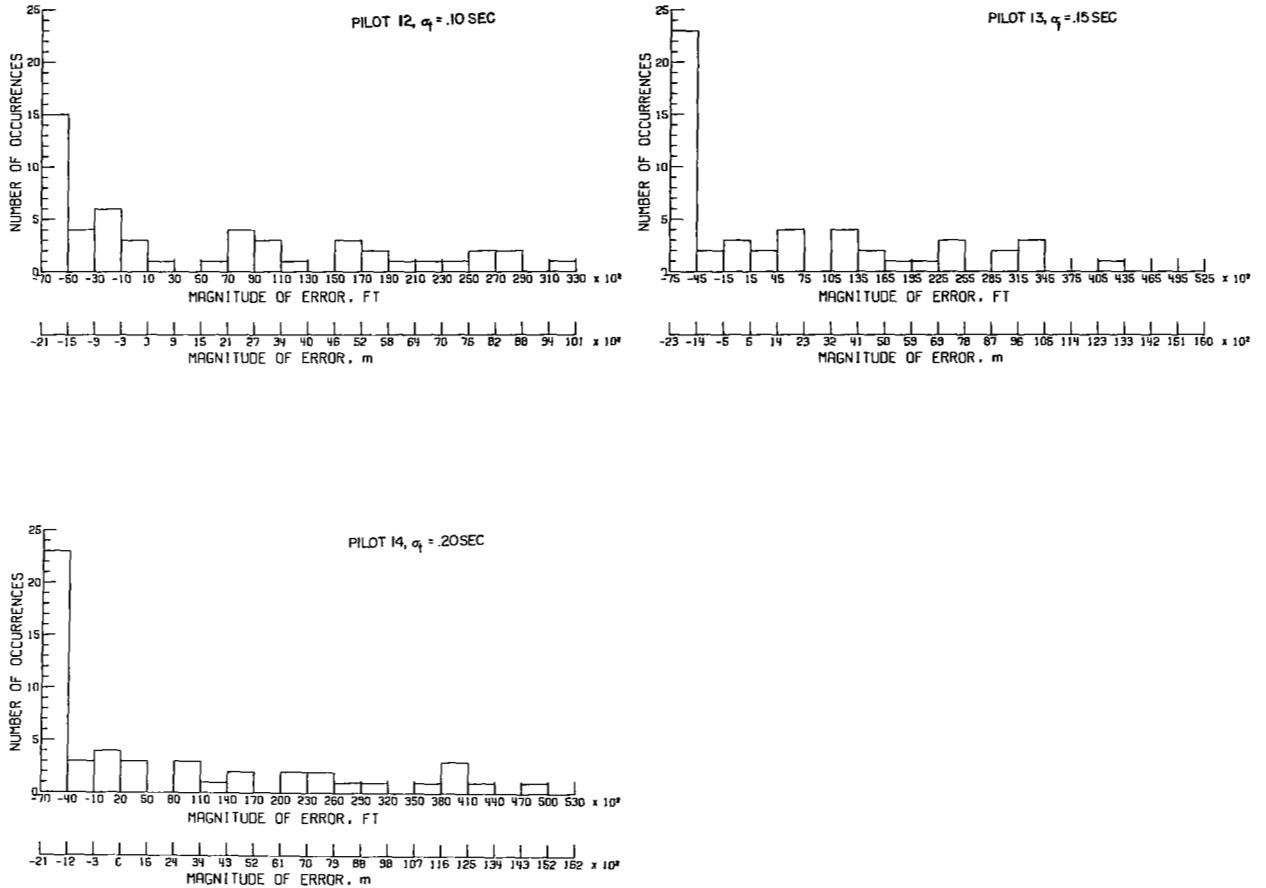 PILOT 12, σt = .10 SEC
NUMBER OF OCCURRENCES
25
20
15
10
5
0
-70 -50 -30 -10 10 30 50 70 90 110 130 150 170 190 210 230 250 270 290 310 330 x 10²
MAGNITUDE OF ERROR, FT
-21 -15 -9 -3 3 9 15 21 27 34 40 46 52 58 64 70 76 82 88 94 101 x 10²
MAGNITUDE OF ERROR, m
PILOT 13, σt = .15 SEC
NUMBER OF OCCURRENCES
25
20
15
10
5
-75 -45 -15 15 45 75 105 135 165 195 225 255 285 315 345 375 405 435 465 495 525
MAGNITUDE OF ERROR, FT
-23 -14 -5 5 14 23 32 41 50 59 69 78 87 96 105 114 123 133 142 151 160 x 10²
MAGNITUDE OF ERROR, m
PILOT 14, σt = .20 SEC
NUMBER OF OCCURRENCES
25
20
15
10
5
0
-70 -40 -10 20 50 80 110 140 170 200 230 260 290 320 350 380 410 440 470 500 530 x 10²
MAGNITUDE OF ERROR, FT
-21 -12 -3 15 24 34 43 52 61 70 79 88 98 107 116 125 134 143 152 162 x 10²
MAGNITUDE OF ERROR, m